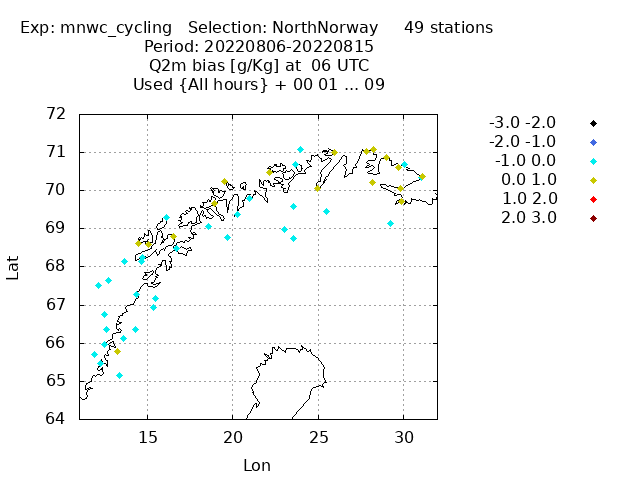 Exp: mnwc_cycling   Selection: NorthNorway     49 stations
Period: 20220806-20220815
Q2m bias [g/Kg] at  06 UTC
Used {All hours} + 00 01 ... 09
-3.0 -2.0
-2.0 -1.0
-1.0 0.0
0.0 1.0
1.0 2.0
2.0 3.0
72
71
70
69
68
67
66
65
64
Lat
15 20 25 30
Lon